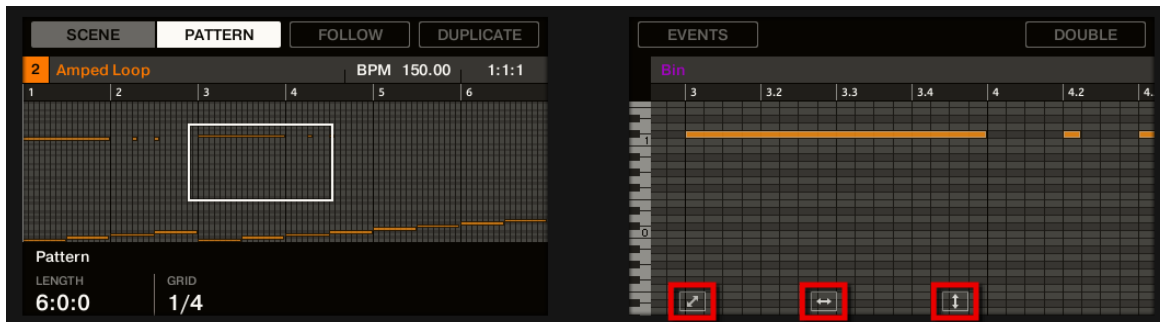 SCENE PATTERN FOLLOW DUPLICATE
2 Amped Loop BPM 150.00 1:1:1
1 2 3 4 5 6
Pattern
LENGTH GRID
6:0:0 1/4
EVENTS DOUBLE
Bin
3 3.2 3.3 3.4 4 4.2 4.
1
0